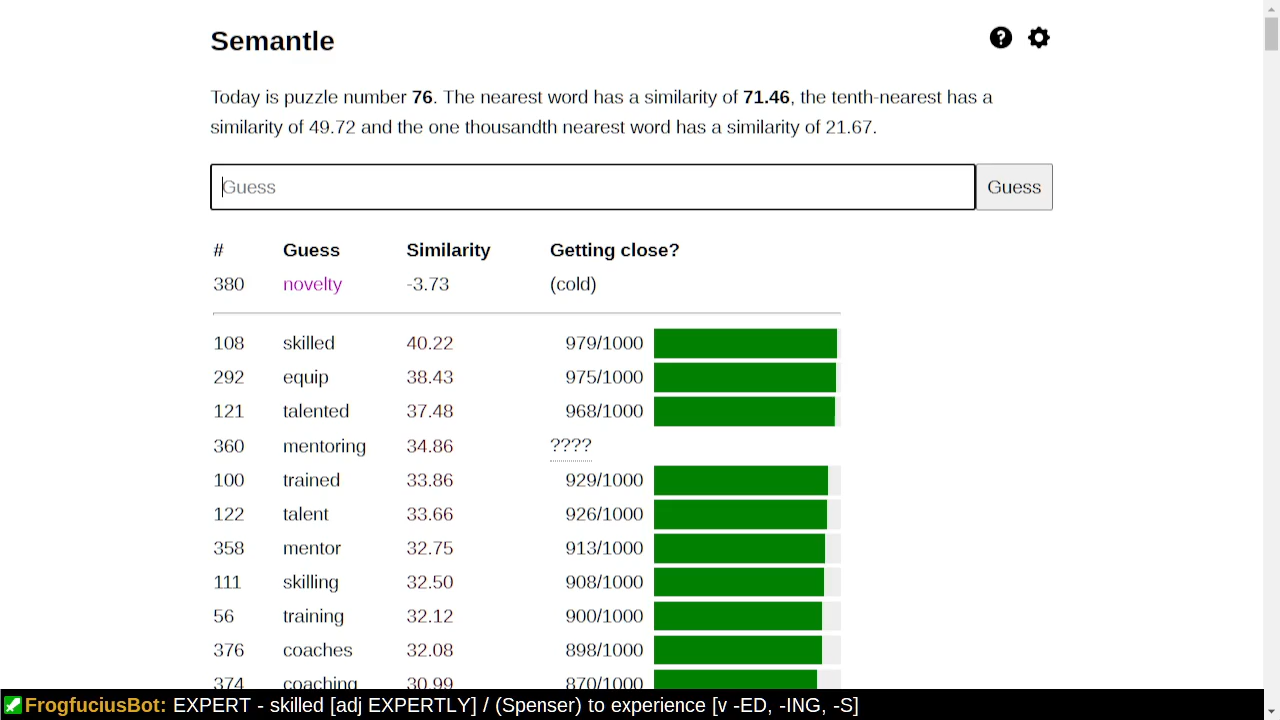 Semantle
Today is puzzle number 76. The nearest word has a similarity of 71.46, the tenth-nearest has a
similarity of 49.72 and the one thousandth nearest word has a similarity of 21.67.
Guess Guess
# Guess Similarity Getting close?
380 novelty -3.73 (cold)
108 skilled 40.22 979/1000
292 equip 38.43 975/1000
121 talented 37.48 968/1000
360 mentoring 34.86 ????
100 trained 33.86 929/1000
122 talent 33.66 926/1000
358 mentor 32.75 913/1000
111 skilling 32.50 908/1000
56 training 32.12 900/1000
376 coaches 32.08 898/1000
374 coaching 30.99 870/1000
FrogfuciusBot: EXPERT - skilled [adj EXPERTLY] / (Spenser) to experience [v -ED, -ING, -S]